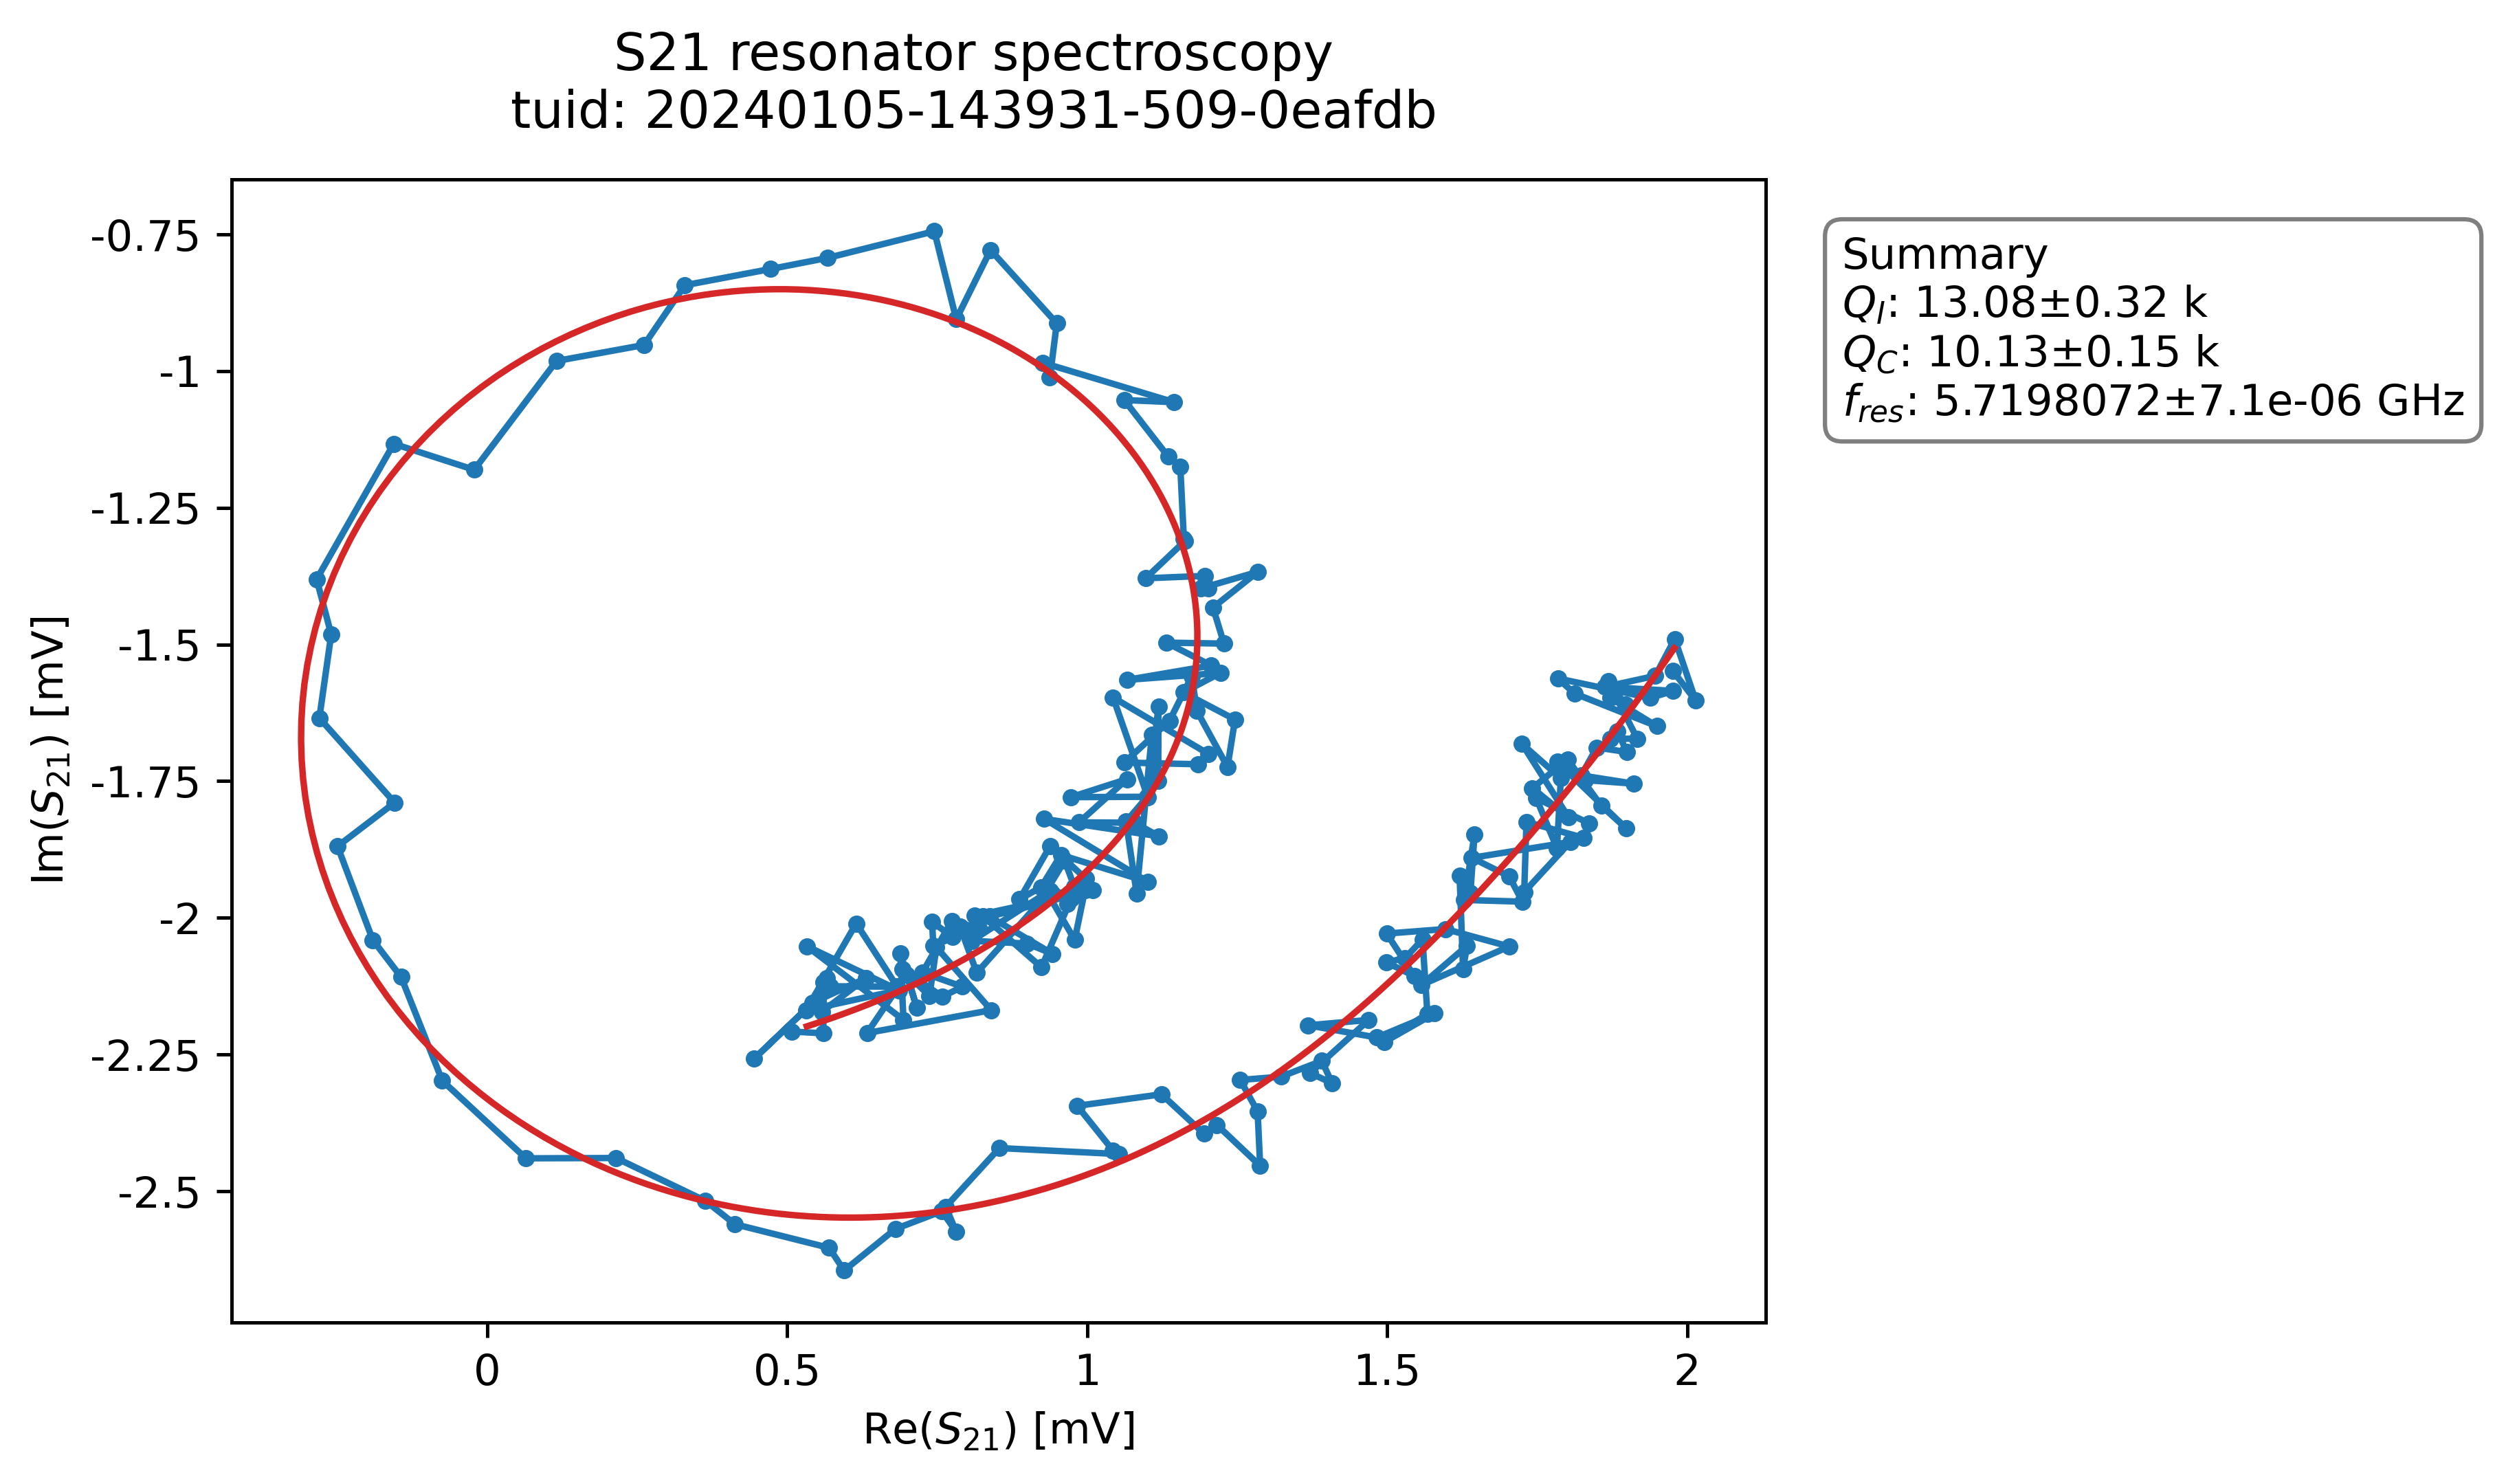 S21 resonator spectroscopy
tuid: 20240105-143931-509-0eafdb
-0.75
-1
-1.25
-1.5
-1.75
-2
-2.25
-2.5
Im(S21) [mV]
0 0.5 1 1.5 2
Re(S21) [mV]
Summary
QI: 13.08±0.32 k
QC: 10.13±0.15 k
fres: 5.7198072±7.1e-06 GHz